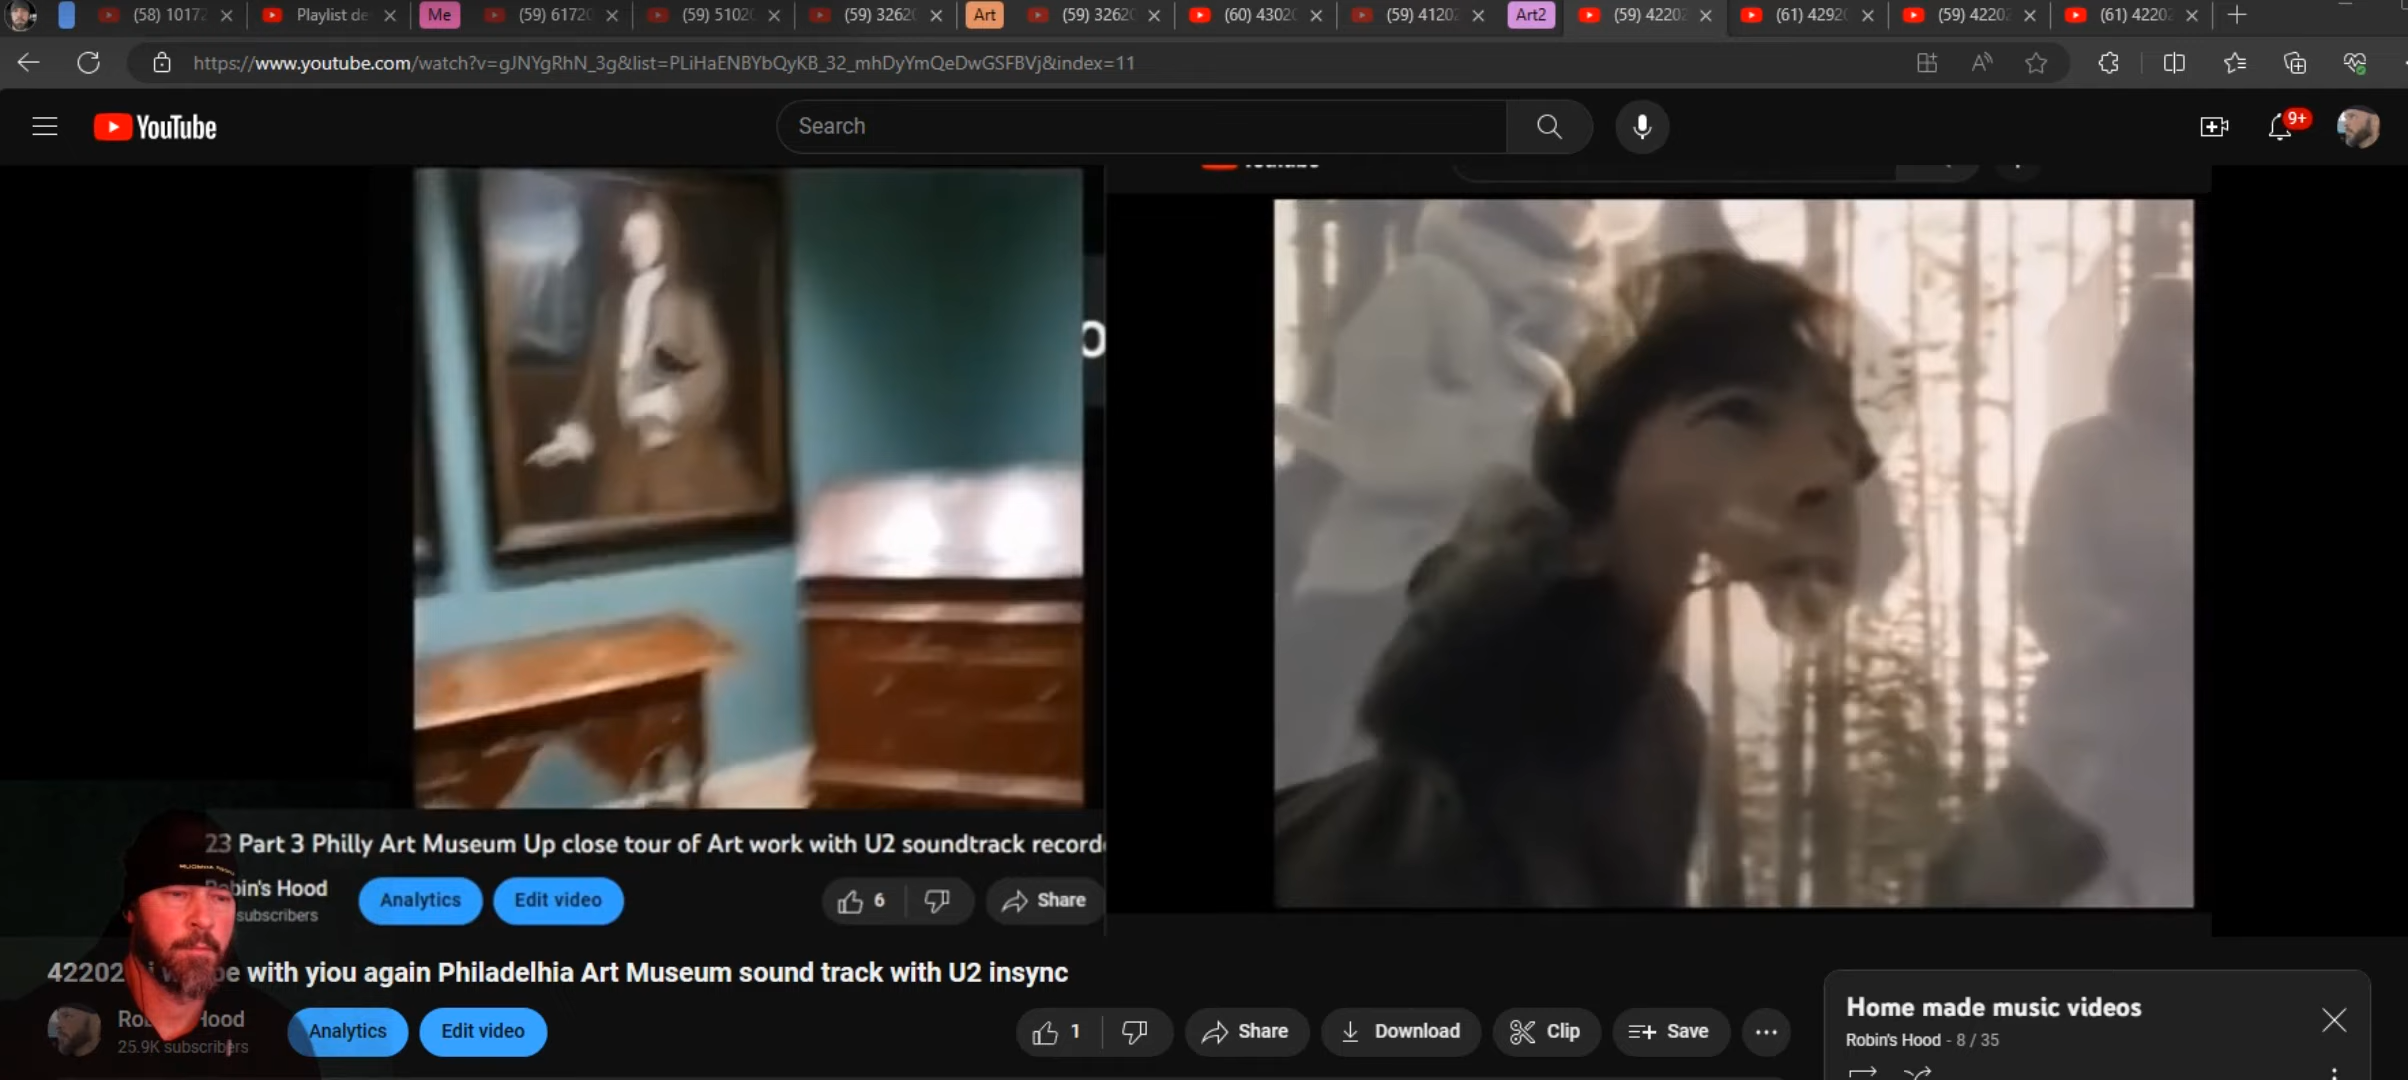 (58) 1017
Playlist de
Me
(59) 6172
(59) 5102
(59) 3262
Art
(59) 3262
(60) 4302
(59) 4120
Art2
(59) 4220
(61) 4292
(59) 4220
(61) 4220
https://www.youtube.com/watch?v=gJNYgRhN_3g&list=PLiHaENBYbQyKB_32_mhDyYmQeDwGSFBVj&index=11
YouTube
Search
9+
23 Part 3 Philly Art Museum Up close tour of Art work with U2 soundtrack record
bin's Hood
subscribers
Analytics
Edit video
6
Share
42202 with yiou again Philadelhia Art Museum sound track with U2 insync
Ro Hood
25.9K subscribers
Analytics
Edit video
1
Share
Download
Clip
Save
Home made music videos
Robin's Hood - 8 / 35